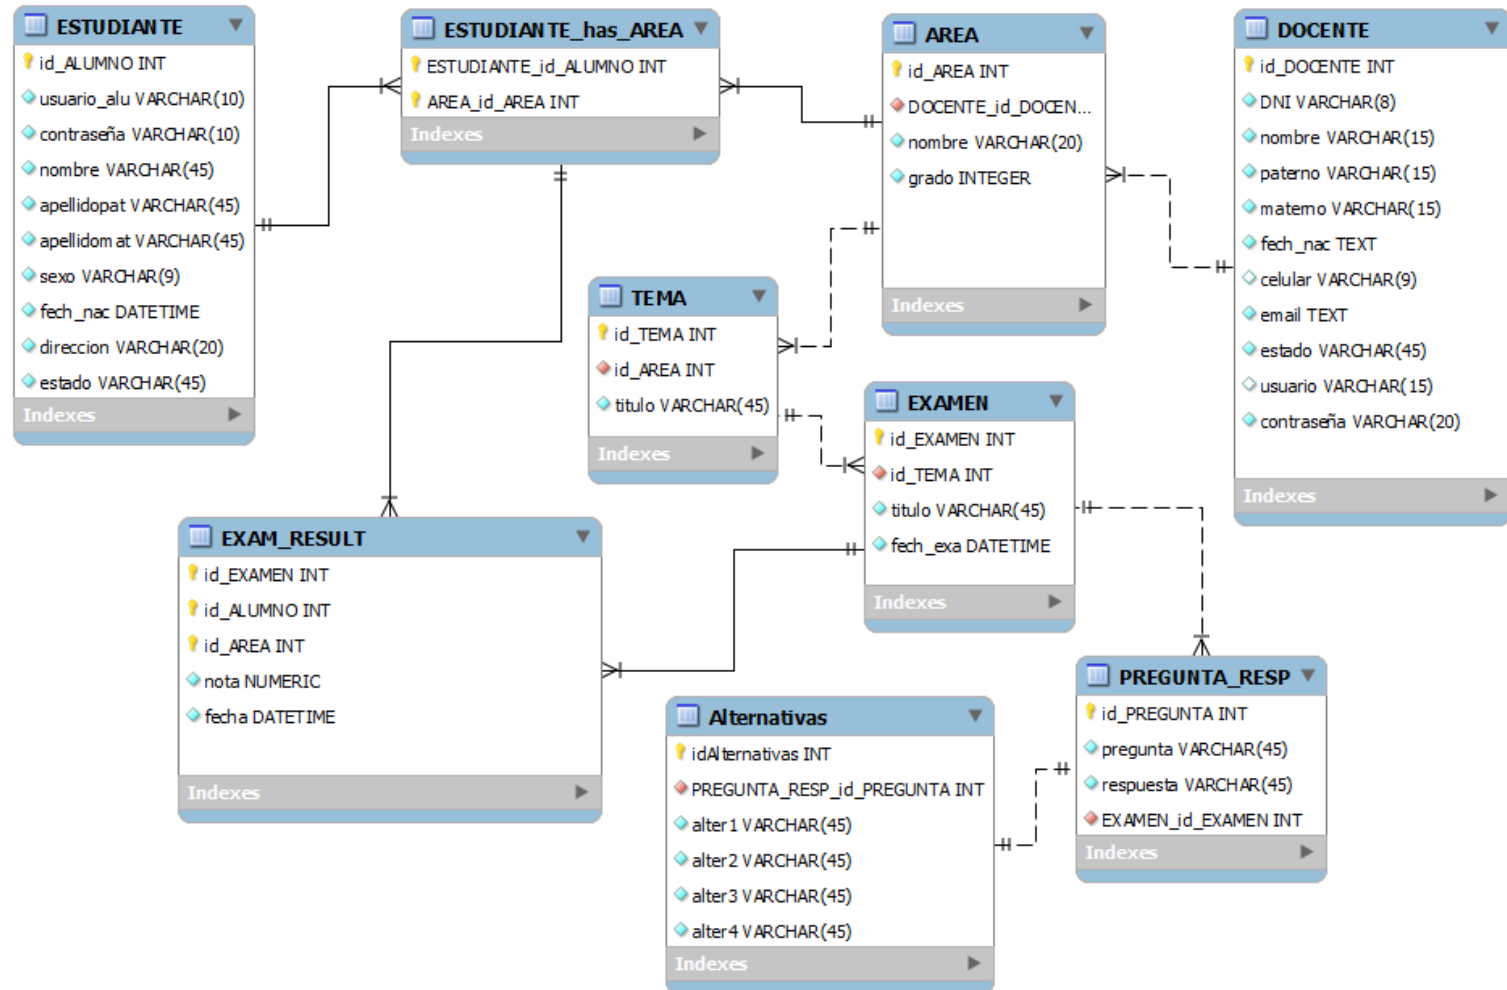 ESTUDIANTE
id_ALUMNO INT
usuario_alu VARCHAR(10)
contraseña VARCHAR(10)
nombre VARCHAR(45)
apellidopat VARCHAR(45)
apellidomat VARCHAR(45)
sexo VARCHAR(9)
fech_nac DATETIME
direccion VARCHAR(20)
estado VARCHAR(45)
Indexes
ESTUDIANTE_has_AREA
ESTUDIANTE_id_ALUMNO INT
AREA_id_AREA INT
Indexes
AREA
id_AREA INT
DOCENTE_id_DOCEN...
nombre VARCHAR(20)
grado INTEGER
Indexes
DOCENTE
id_DOCENTE INT
DNI VARCHAR(8)
nombre VARCHAR(15)
paterno VARCHAR(15)
materno VARCHAR(15)
fech_nac TEXT
celular VARCHAR(9)
email TEXT
estado VARCHAR(45)
usuario VARCHAR(15)
contraseña VARCHAR(20)
Indexes
TEMA
id_TEMA INT
id_AREA INT
titulo VARCHAR(45)
Indexes
EXAMEN
id_EXAMEN INT
id_TEMA INT
titulo VARCHAR(45)
fech_exa DATETIME
Indexes
EXAM_RESULT
id_EXAMEN INT
id_ALUMNO INT
id_AREA INT
nota NUMERIC
fecha DATETIME
Indexes
Alternativas
idAlternativas INT
PREGUNTA_RESP_id_PREGUNTA INT
alter1 VARCHAR(45)
alter2 VARCHAR(45)
alter3 VARCHAR(45)
alter4 VARCHAR(45)
Indexes
PREGUNTA_RESP
id_PREGUNTA INT
pregunta VARCHAR(45)
respuesta VARCHAR(45)
EXAMEN_id_EXAMEN INT
Indexes